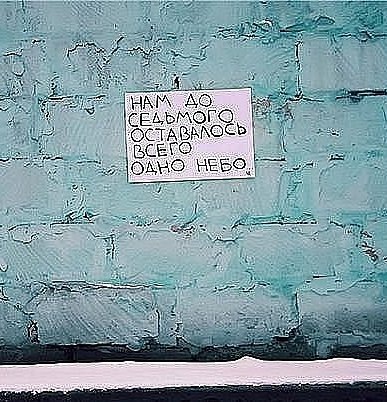 НАМ ДО
СЕДЬМОГО
ОСТАВАЛОСЬ
ВСЕГО
ОДНО НЕБО